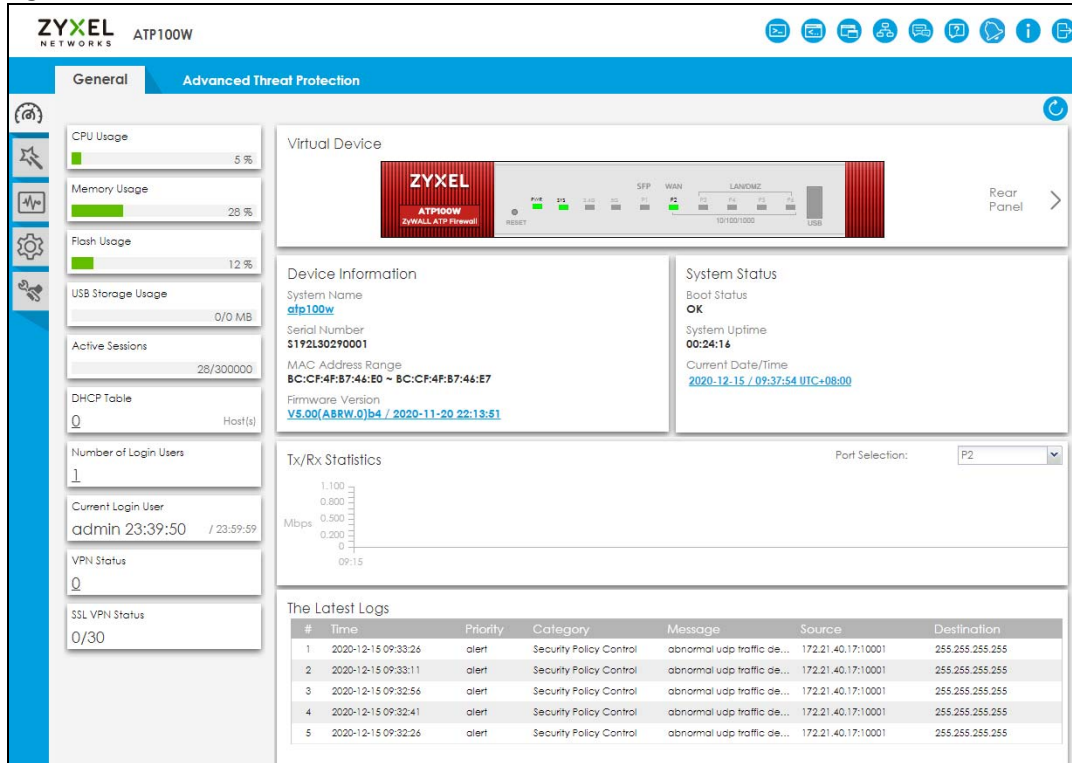 ZYXEL
NETWORKS
ATP100W
General
Advanced Threat Protection
CPU Usage
5 %
Memory Usage
28 %
Flash Usage
12 %
USB Storage Usage
0/0 MB
Active Sessions
28/300000
DHCP Table
0
Host(s)
Number of Login Users
1
Current Login User
admin 23:39:50 / 23:59:59
VPN Status
0
SSL VPN Status
0/30
Virtual Device
ZYXEL
ATP100W
ZyWALL ATP Firewall
RESET
PWR SYS
SFP WAN LAN/DMZ
P2
10/100/1000
USB
Rear
Panel
Device Information
System Name
atp100w
Serial Number
S192L30290001
MAC Address Range
BC:CF:4F:B7:46:E0 ~ BC:CF:4F:B7:46:E7
Firmware Version
V5.00(ABRW.0)b4 / 2020-11-20 22:13:51
System Status
Boot Status
OK
System Uptime
00:24:16
Current Date/Time
2020-12-15 / 09:37:54 UTC+08:00
Tx/Rx Statistics
Port Selection: P2
1.100
0.800
Mbps 0.500
0.200
0
09:15
The Latest Logs
# Time Priority Category Message Source Destination
1 2020-12-15 09:33:26 alert Security Policy Control abnormal udp traffic de... 172.21.40.17:10001 255.255.255.255
2 2020-12-15 09:33:11 alert Security Policy Control abnormal udp traffic de... 172.21.40.17:10001 255.255.255.255
3 2020-12-15 09:32:56 alert Security Policy Control abnormal udp traffic de... 172.21.40.17:10001 255.255.255.255
4 2020-12-15 09:32:41 alert Security Policy Control abnormal udp traffic de... 172.21.40.17:10001 255.255.255.255
5 2020-12-15 09:32:26 alert Security Policy Control abnormal udp traffic de... 172.21.40.17:10001 255.255.255.255